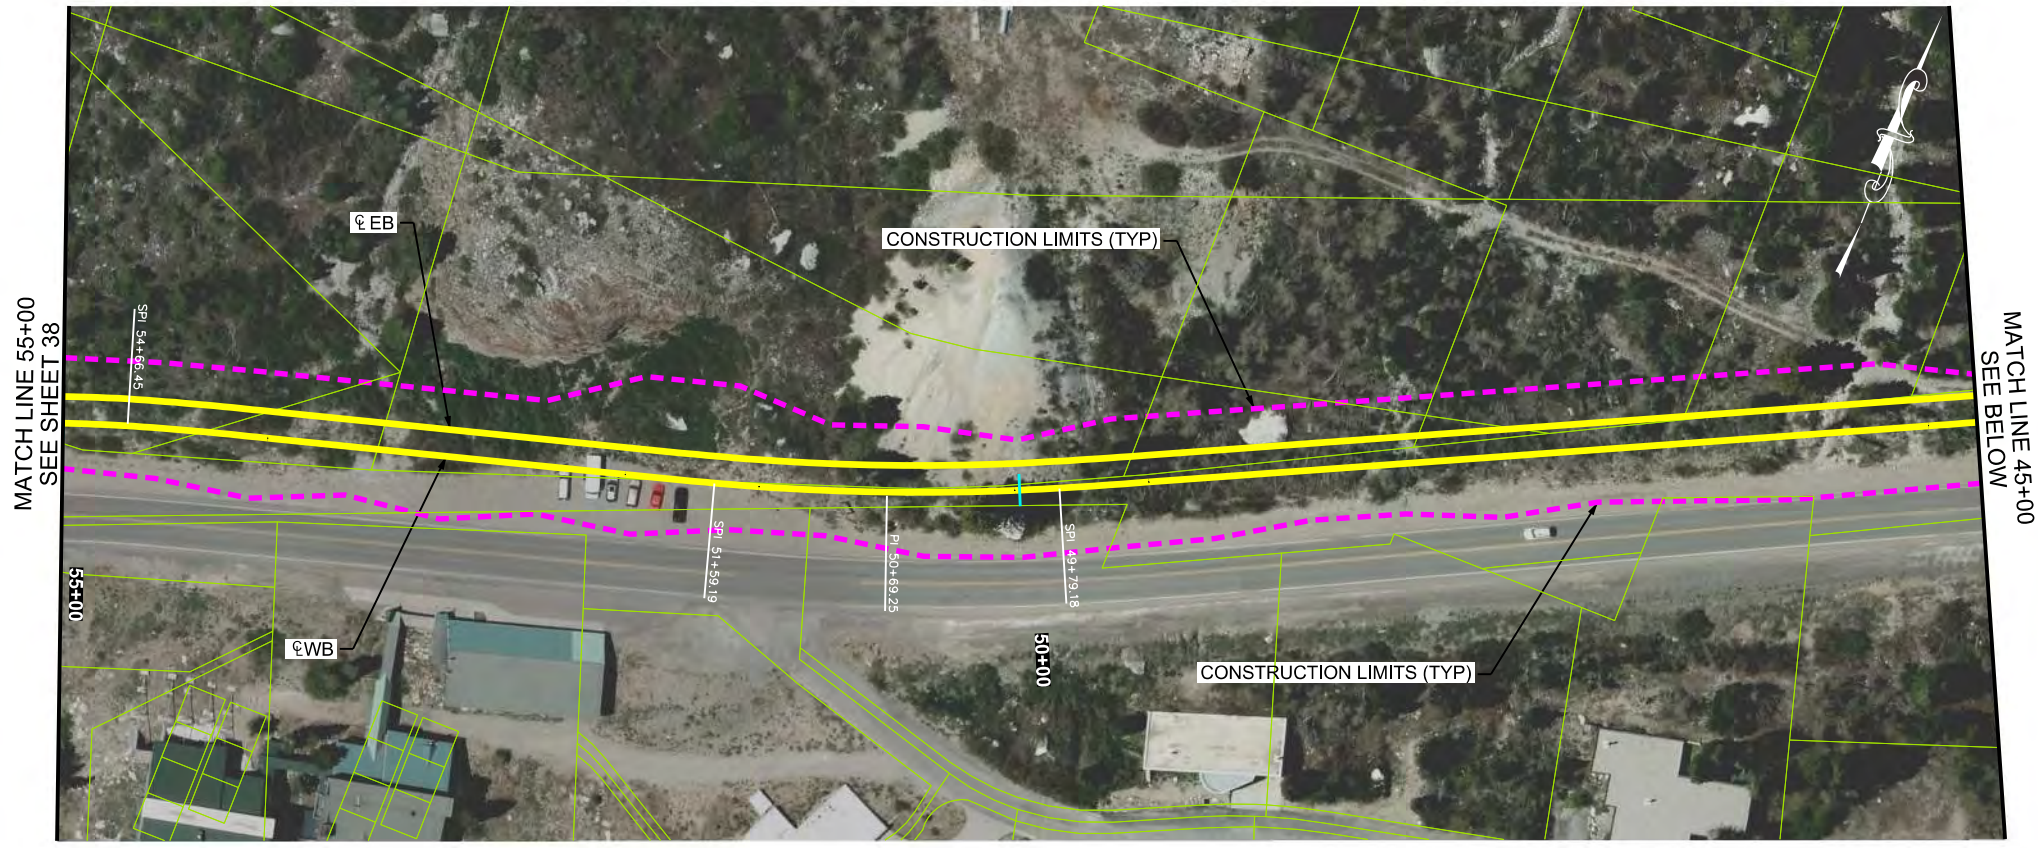 MATCH LINE 55+00
SEE SHEET 38
SPI 54+66.45
℄ EB
CONSTRUCTION LIMITS (TYP)
MATCH LINE 45+00
SEE BELOW
SPI 51+59.19
PI 50+69.25
SPI 49+79.18
55+00
℄ WB
50+00
CONSTRUCTION LIMITS (TYP)